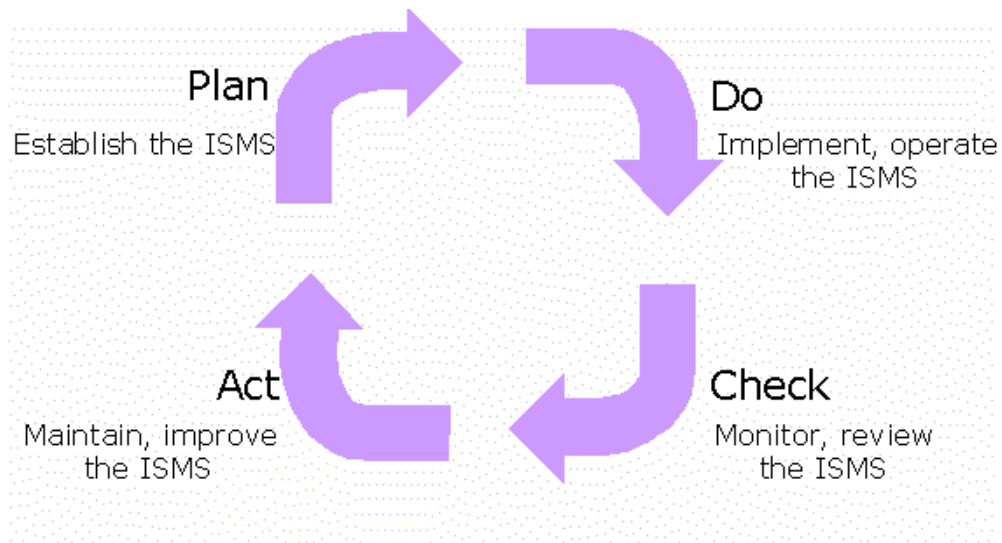 Plan
Establish the ISMS
Do
Implement, operate
the ISMS
Check
Monitor, review
the ISMS
Act
Maintain, improve
the ISMS